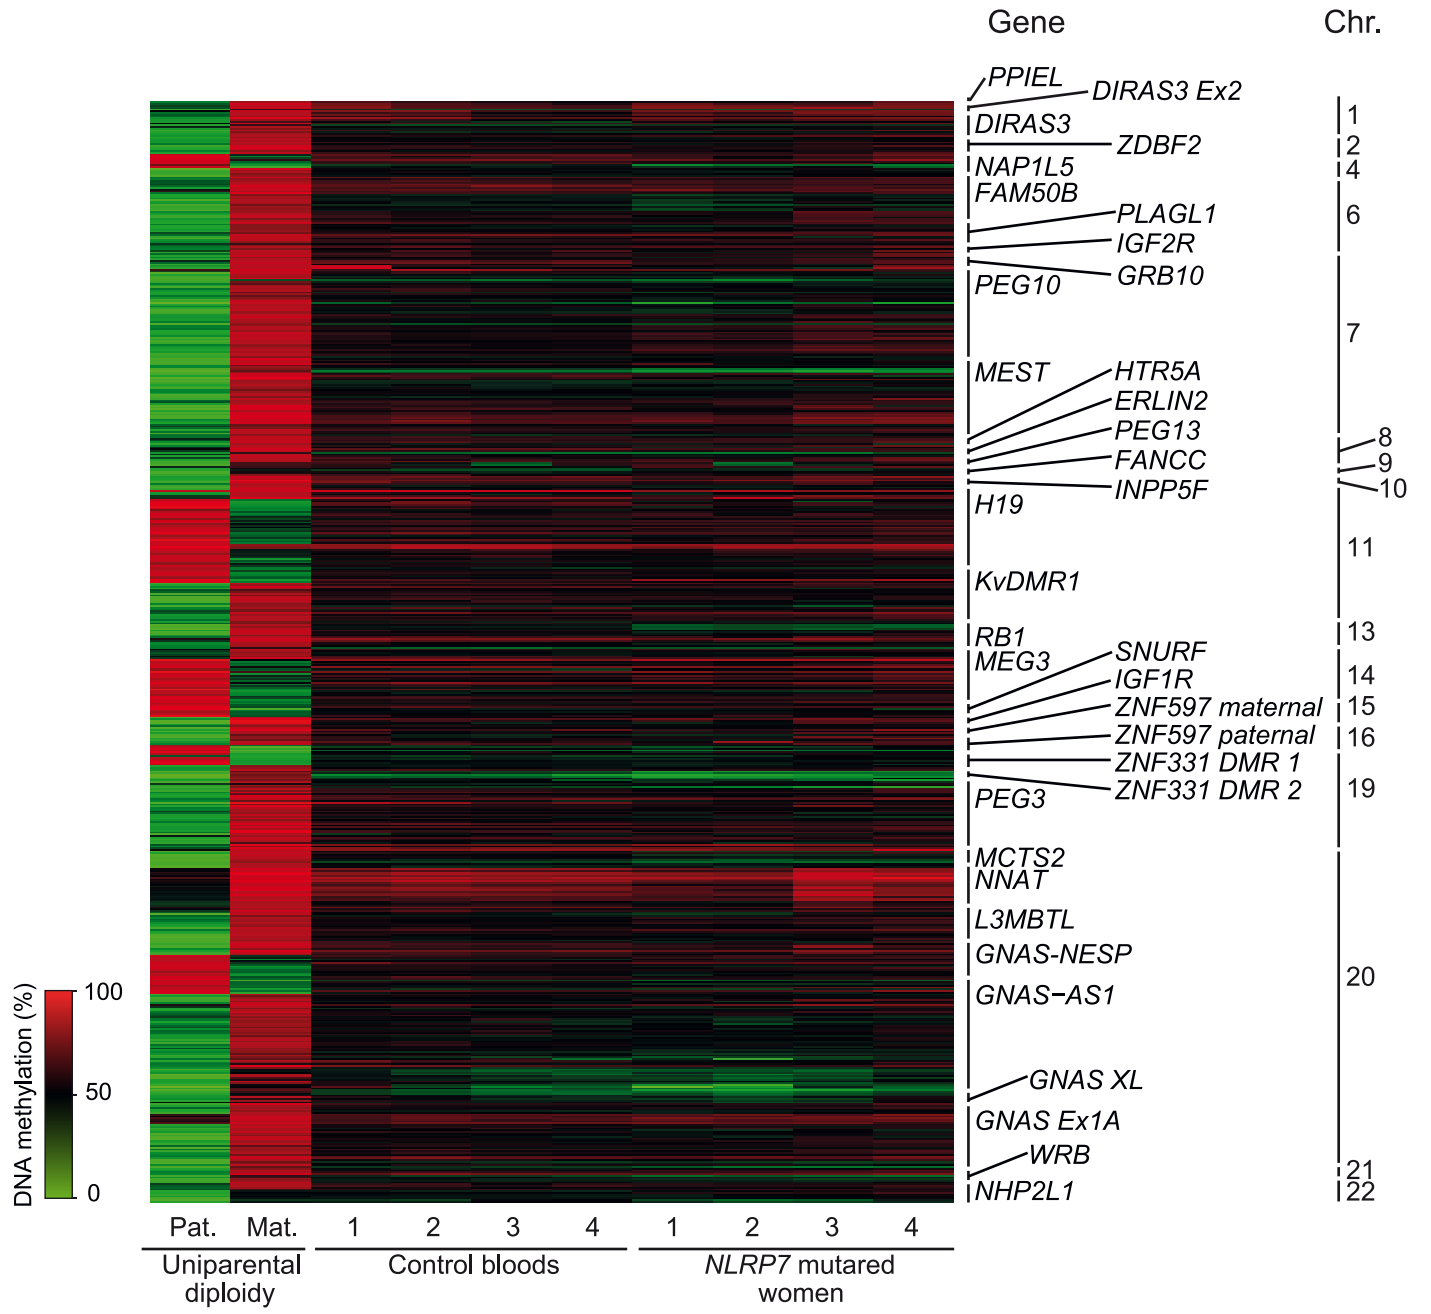 Gene
Chr.
PPIEL
DIRAS3 Ex2
DIRAS3
ZDBF2
NAP1L5
FAM50B
PLAGL1
IGF2R
GRB10
PEG10
MEST
HTR5A
ERLIN2
PEG13
FANCC
INPP5F
H19
KvDMR1
RB1
MEG3
SNURF
IGF1R
ZNF597 maternal
ZNF597 paternal
ZNF331 DMR 1
ZNF331 DMR 2
PEG3
MCTS2
NNAT
L3MBTL
GNAS-NESP
GNAS–AS1
GNAS XL
GNAS Ex1A
WRB
NHP2L1
1
2
4
6
7
8
9
10
11
13
14
15
16
19
20
21
22
DNA methylation (%)
100
50
0
Pat. Mat. 1 2 3 4 1 2 3 4
Uniparental
diploidy
Control bloods
NLRP7 mutared
women